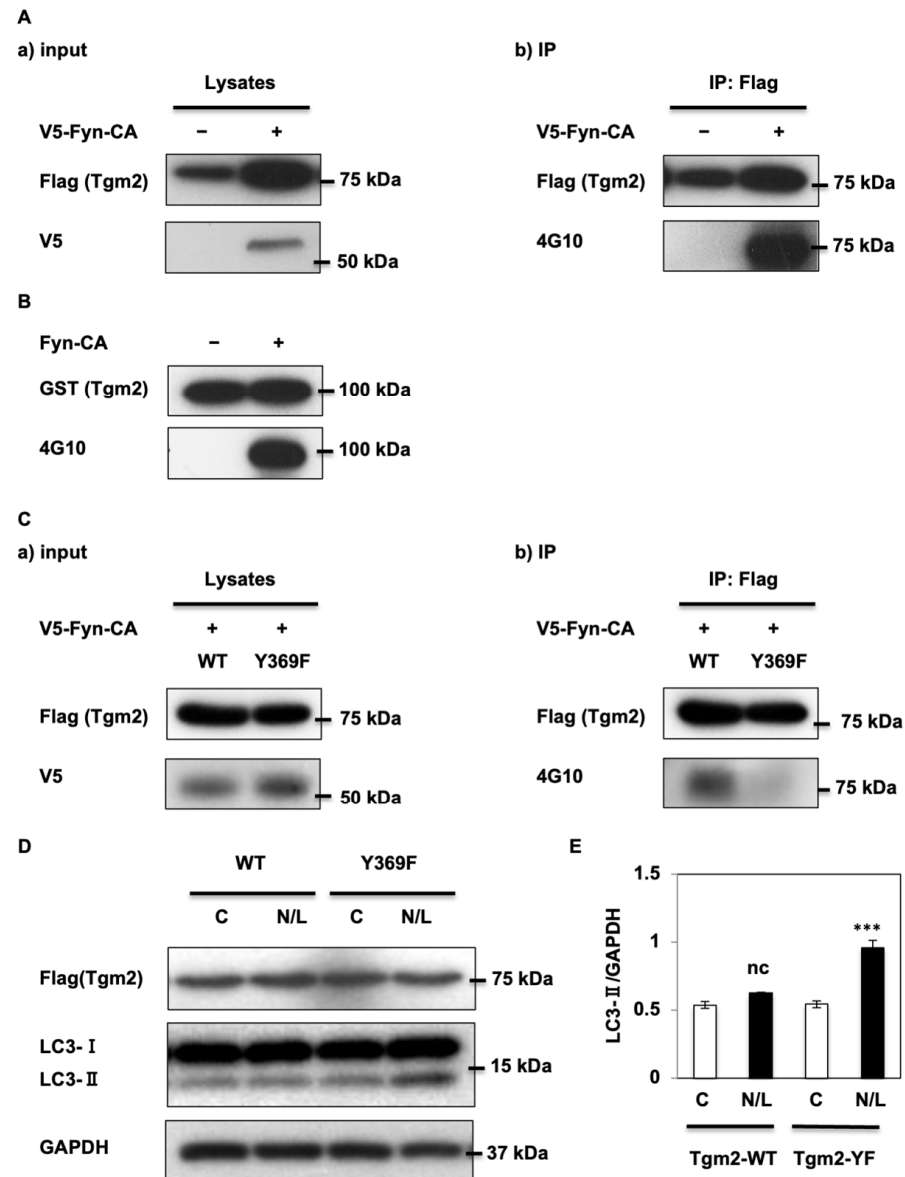 A
a) input
b) IP
Lysates
IP: Flag
V5-Fyn-CA − +
V5-Fyn-CA − +
Flag (Tgm2) 75 kDa
Flag (Tgm2) 75 kDa
V5 50 kDa
4G10 75 kDa
B
Fyn-CA − +
GST (Tgm2) 100 kDa
4G10 100 kDa
C
a) input
b) IP
Lysates
IP: Flag
V5-Fyn-CA + +
V5-Fyn-CA + +
WT Y369F
WT Y369F
Flag (Tgm2) 75 kDa
Flag (Tgm2) 75 kDa
V5 50 kDa
4G10 75 kDa
D
WT Y369F
C N/L C N/L
Flag(Tgm2) 75 kDa
LC3-Ⅰ
15 kDa
LC3-Ⅱ
GAPDH 37 kDa
E
LC3-Ⅱ/GAPDH
1.5
1
0.5
0
nc
***
C N/L C N/L
Tgm2-WT Tgm2-YF